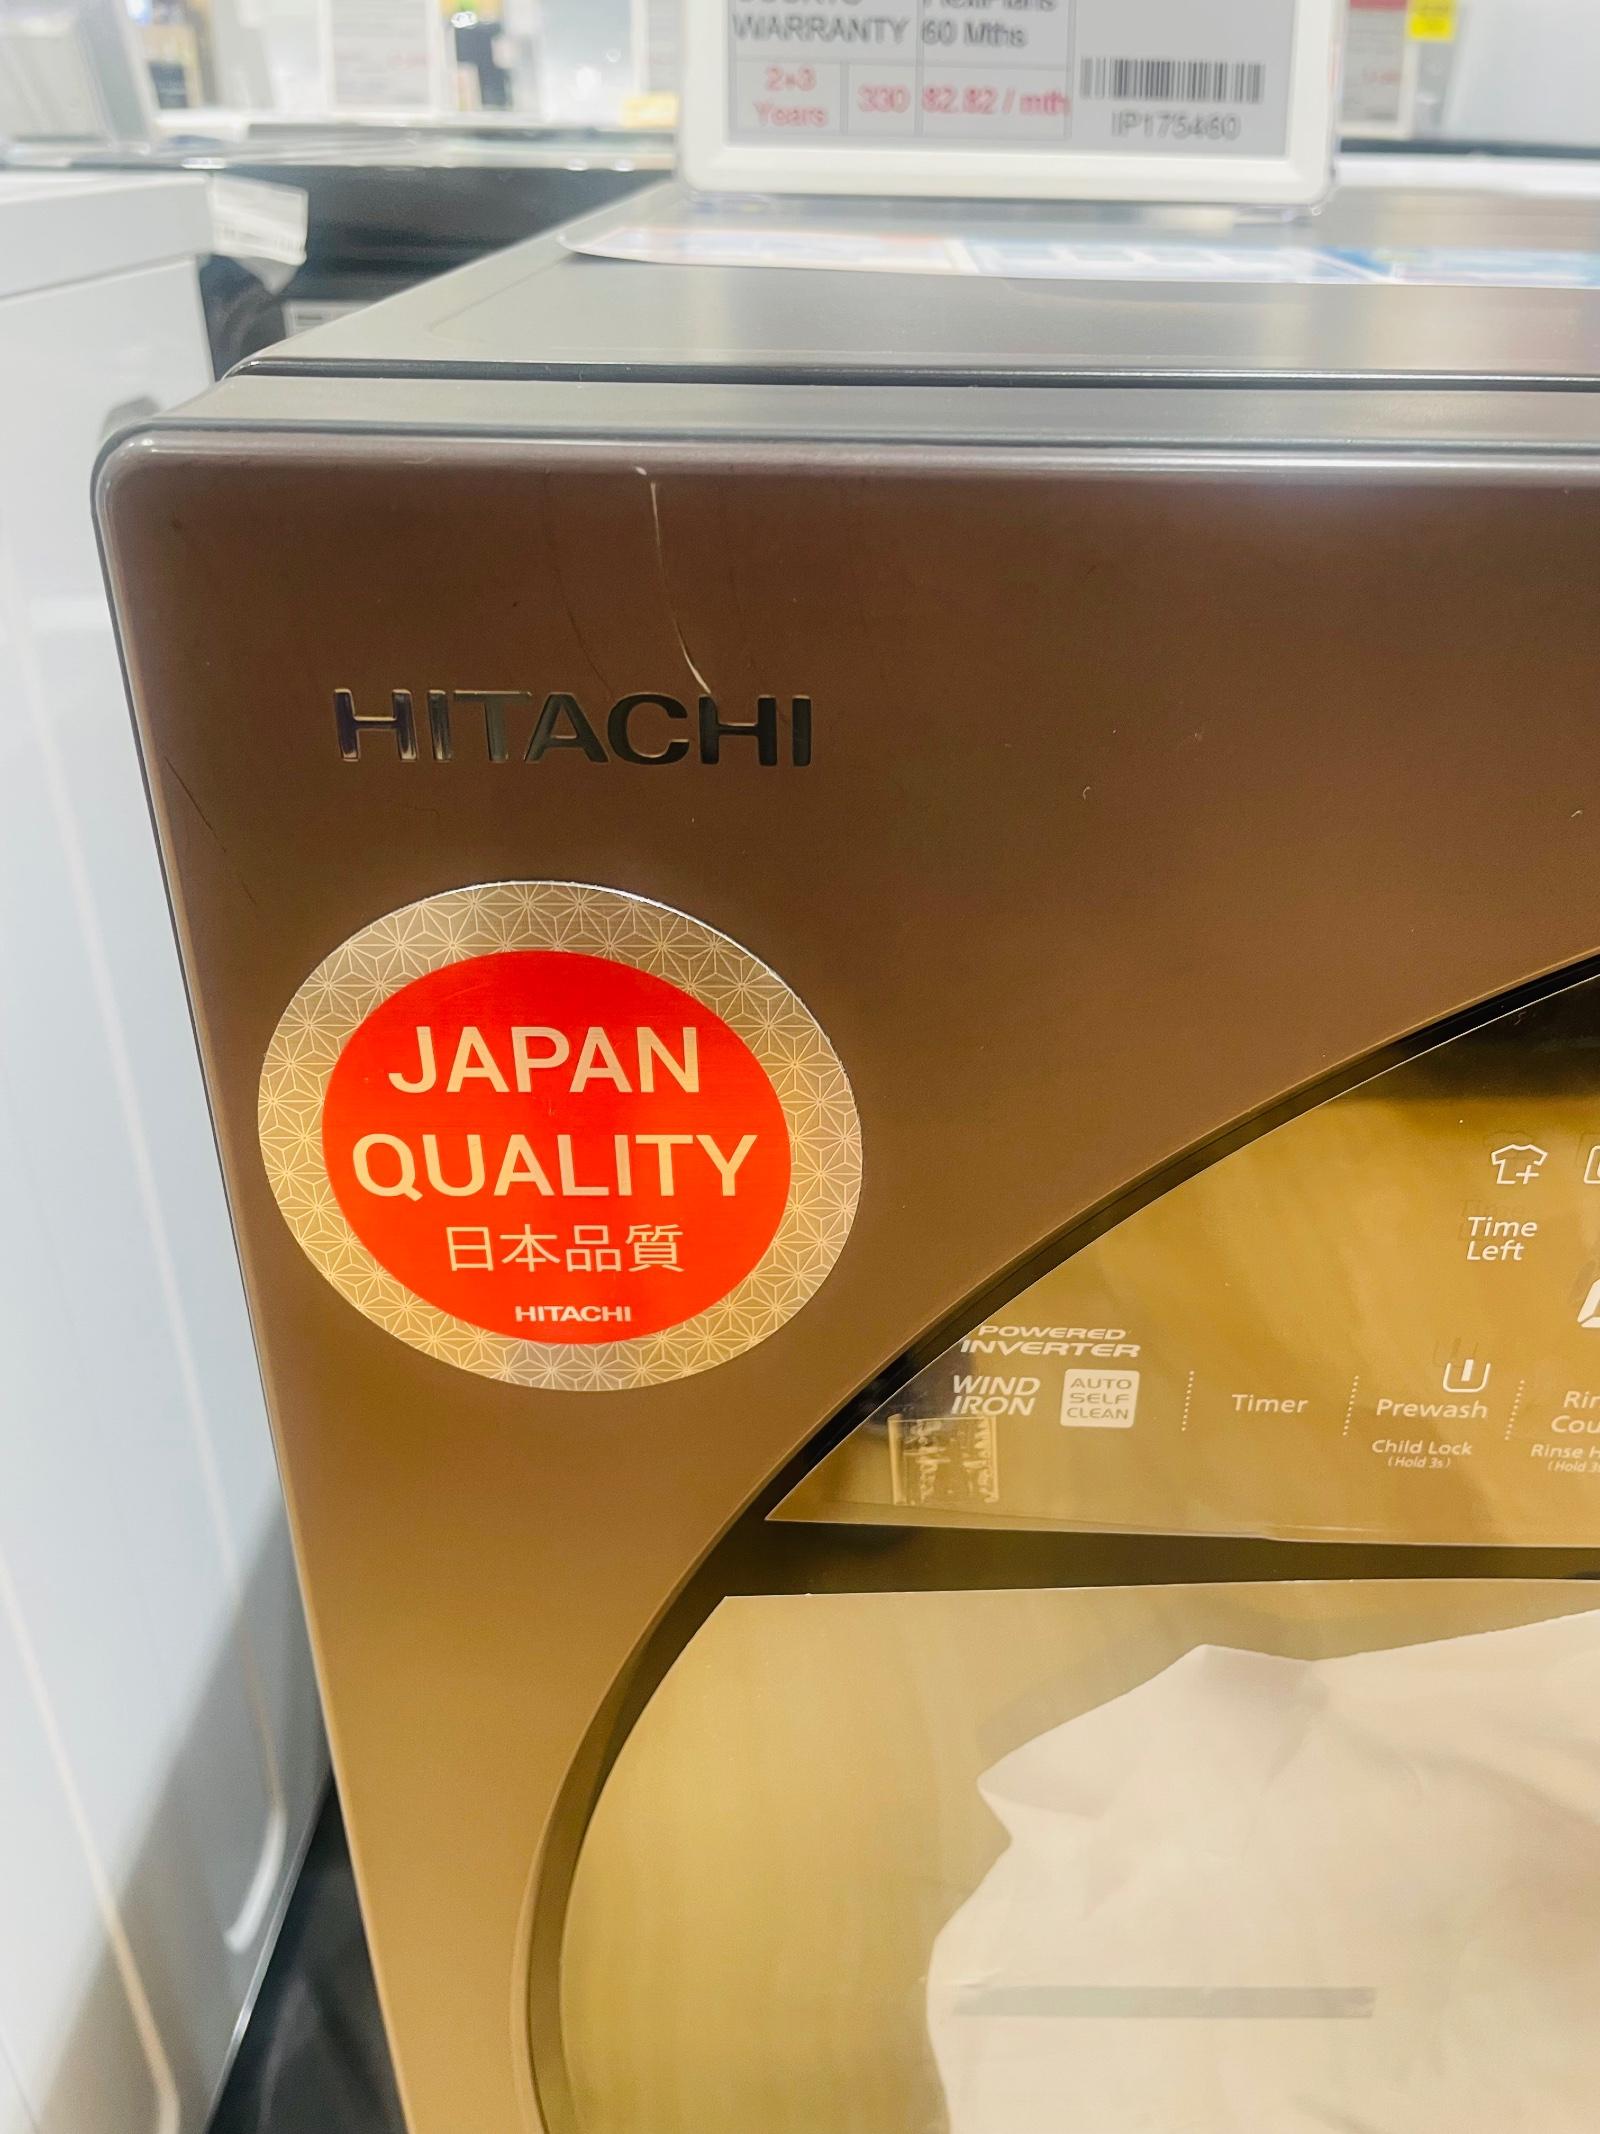 WARRANTY
60 Mths
2+3
Years
330
82.82 / mth
IP175460
HITACHI
JAPAN
QUALITY
日本品質
HITACHI
Time
Left
POWERED
INVERTER
WIND
IRON
AUTO
SELF
CLEAN
Timer
Prewash
Child Lock
(Hold 3s)
Rinse